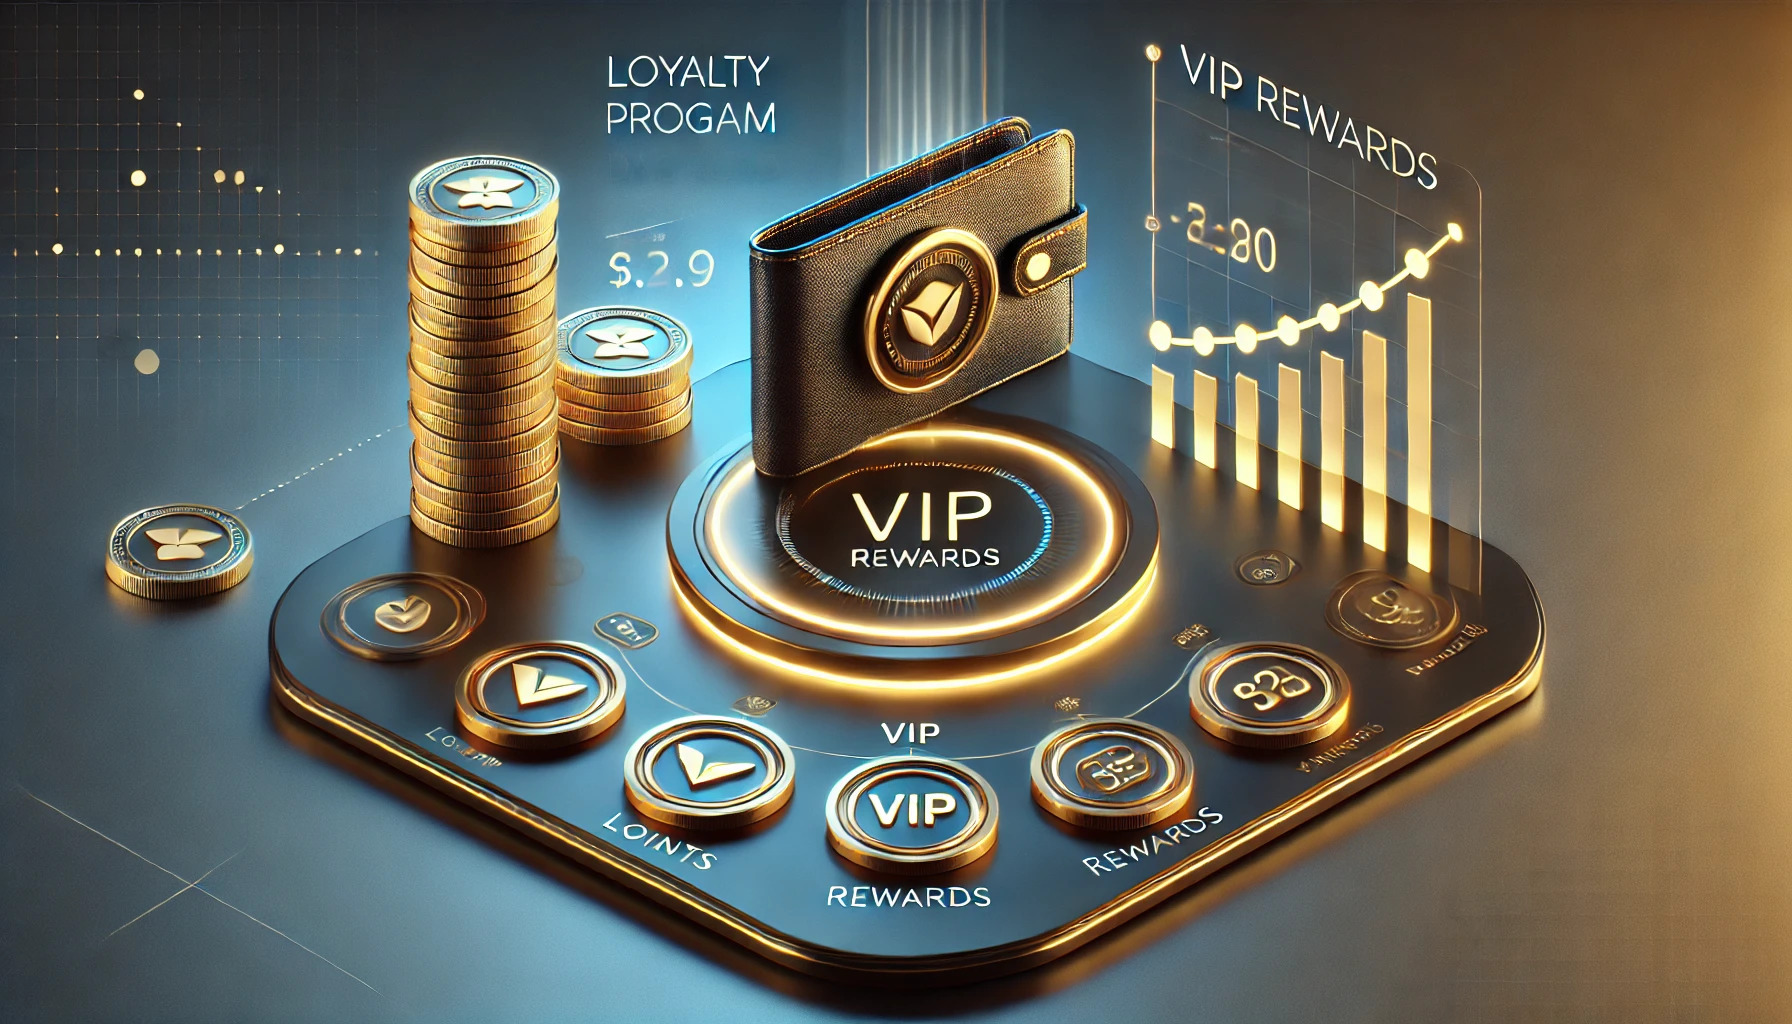 LOYALTY
PROGAM
VIP REWARDS
$.2.9
VIP
REWARDS
VIP
VIP
LOINTS
REWARDS
REWARDS